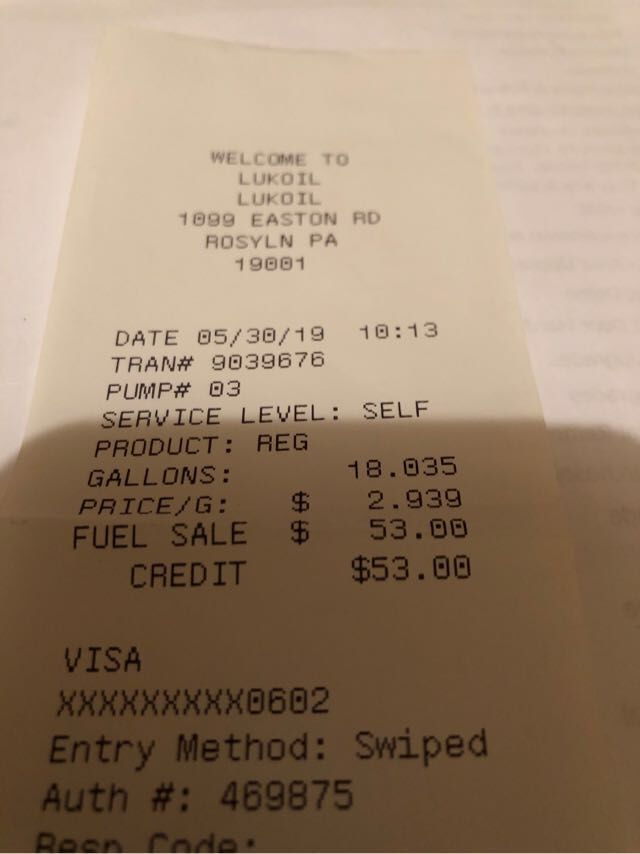 WELCOME TO
LUKOIL
LUKOIL
1099 EASTON RD
ROSYLN PA
19001
DATE 05/30/19 10:13
TRAN# 9039676
PUMP# 03
SERVICE LEVEL: SELF
PRODUCT: REG
GALLONS: 18.035
PRICE/G: $ 2.939
FUEL SALE $ 53.00
CREDIT $53.00
VISA
XXXXXXXXX0602
Entry Method: Swiped
Auth #: 469875
Resp Code: